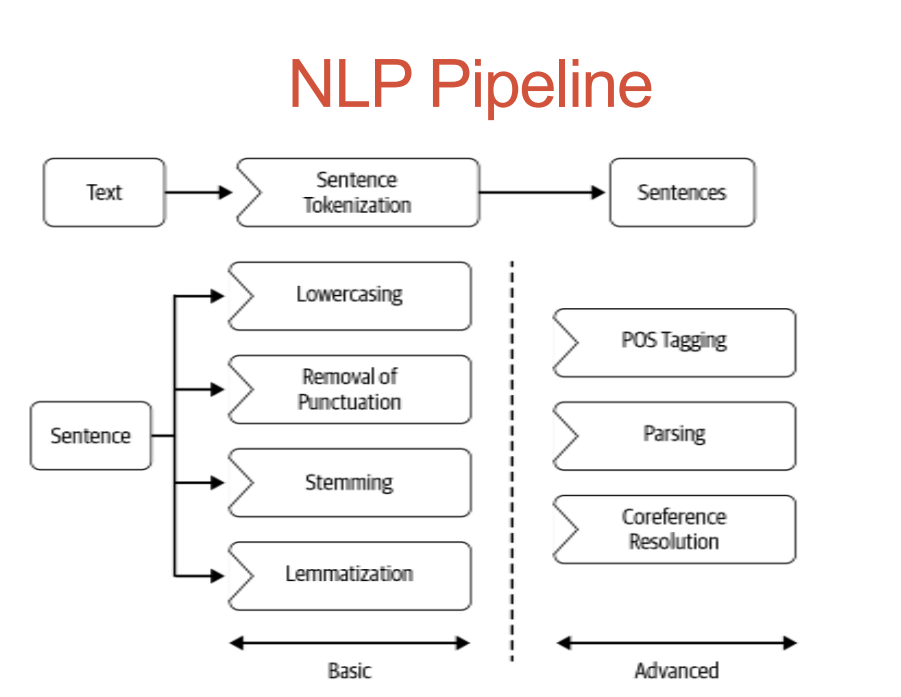 NLP Pipeline
Text
Sentence
Tokenization
Sentences
Sentence
Lowercasing
Removal of
Punctuation
Stemming
Lemmatization
Basic
POS Tagging
Parsing
Coreference
Resolution
Advanced